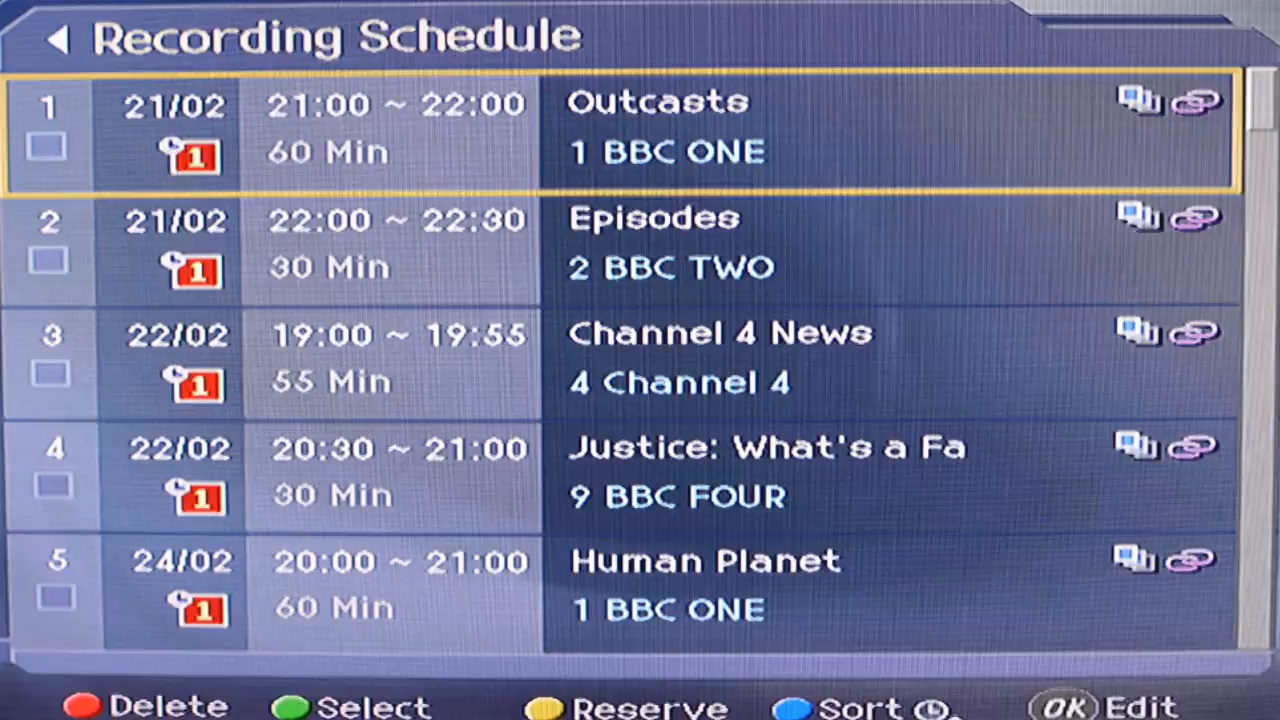 Recording Schedule
1 21/02 21:00 ~ 22:00 Outcasts
1 60 Min 1 BBC ONE
2 21/02 22:00 ~ 22:30 Episodes
1 30 Min 2 BBC TWO
3 22/02 19:00 ~ 19:55 Channel 4 News
1 55 Min 4 Channel 4
4 22/02 20:30 ~ 21:00 Justice: What's a Fa
1 30 Min 9 BBC FOUR
5 24/02 20:00 ~ 21:00 Human Planet
1 60 Min 1 BBC ONE
Delete Select Reserve Sort OK Edit